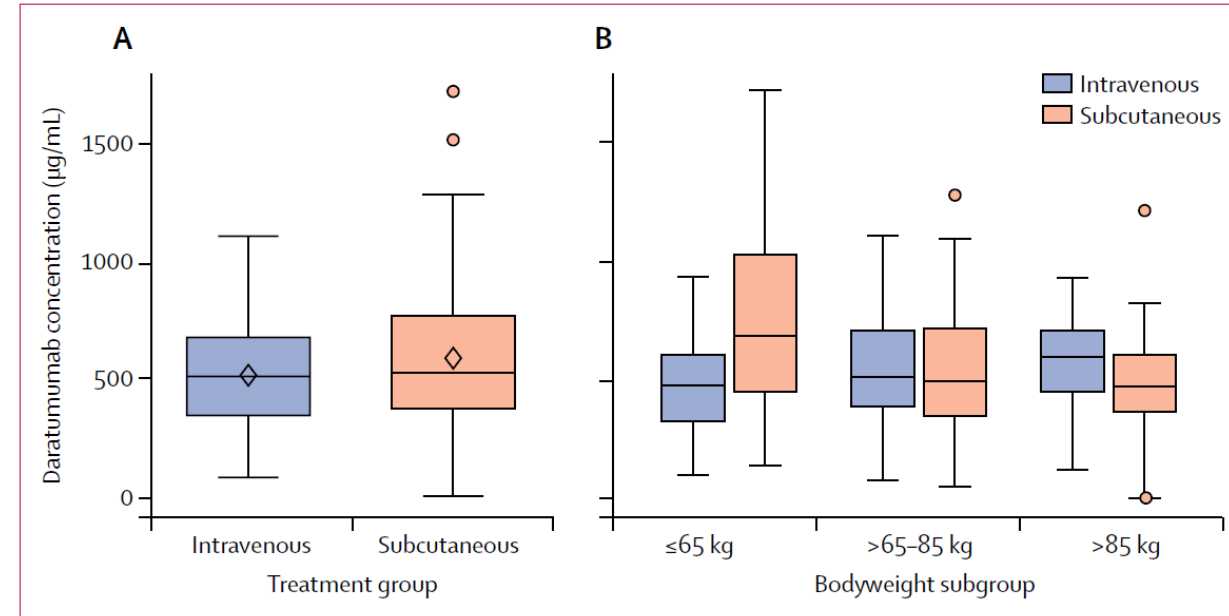 A
B
Intravenous
Subcutaneous
Daratumumab concentration (µg/mL)
1500
1000
500
0
Intravenous
Subcutaneous
Treatment group
≤65 kg
>65–85 kg
>85 kg
Bodyweight subgroup